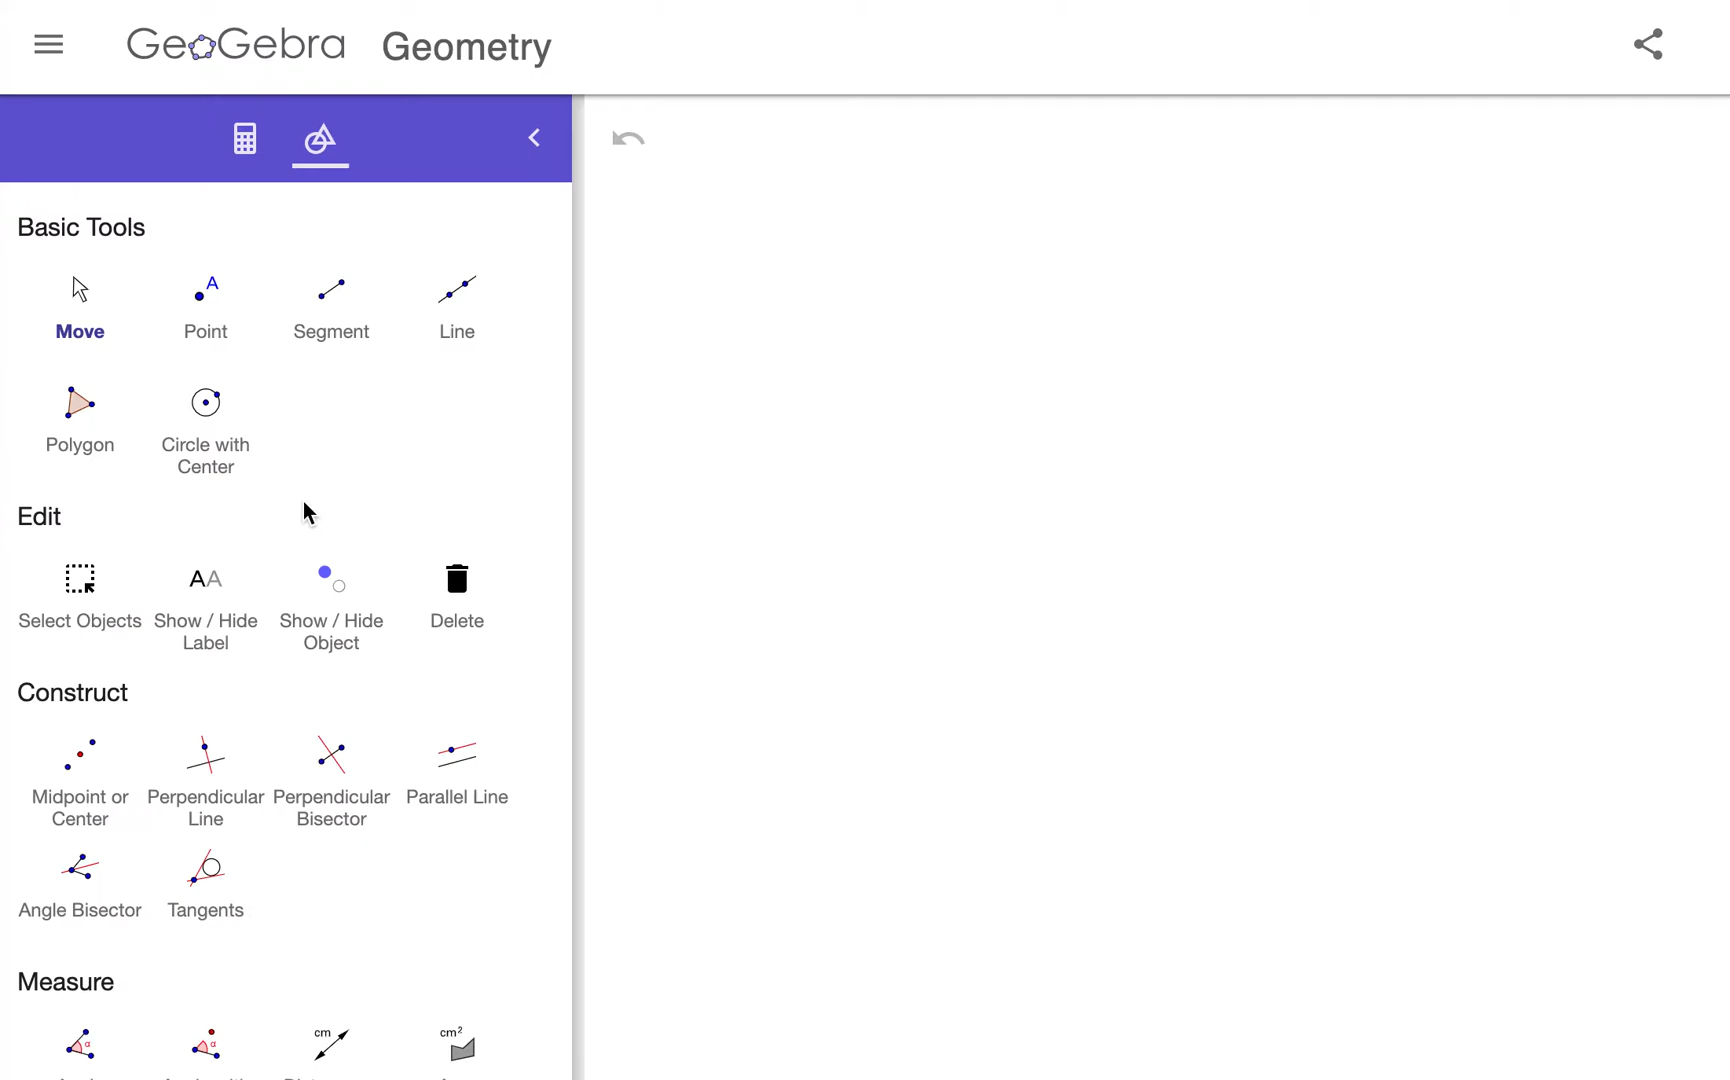 GeoGebra Geometry
Basic Tools
A
Move Point Segment Line
Polygon Circle with Center
Edit
AA
Select Objects Show / Hide Label Show / Hide Object Delete
Construct
Midpoint or Center Perpendicular Line Perpendicular Bisector Parallel Line
Angle Bisector Tangents
Measure
α α cm cm²